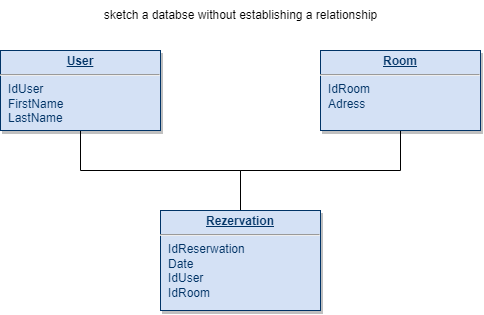 sketch a databse without establishing a relationship
User
IdUser
FirstName
LastName
Room
IdRoom
Adress
Rezervation
IdReserwation
Date
IdUser
IdRoom